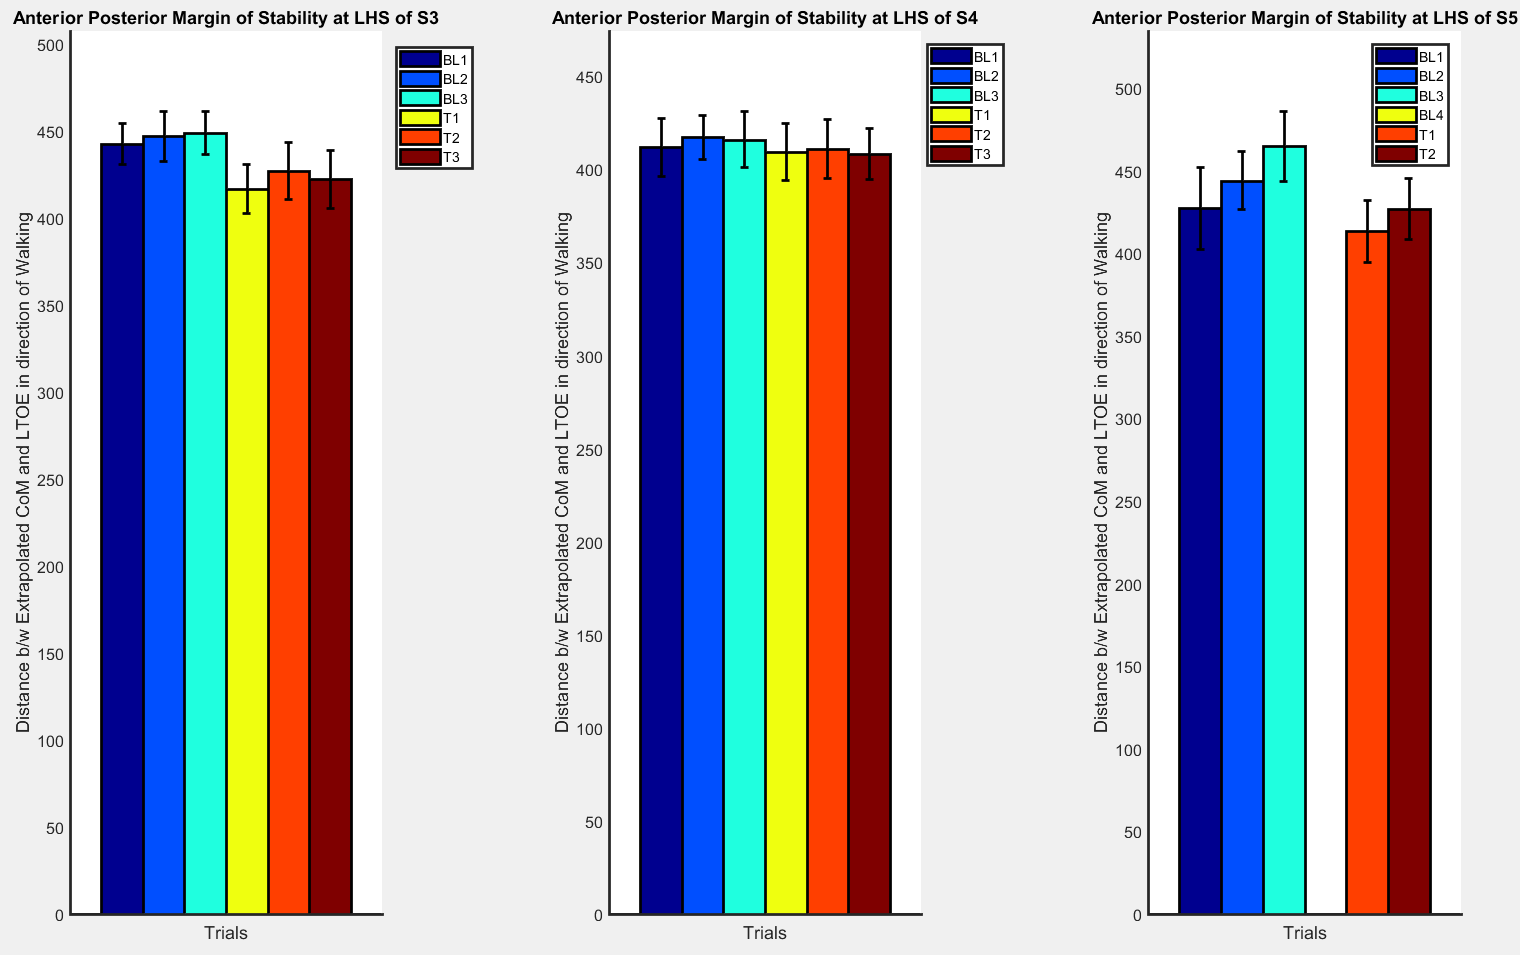 Anterior Posterior Margin of Stability at LHS of S3
500
450
400
350
300
250
200
150
100
50
0
Distance b/w Extrapolated CoM and LTOE in direction of Walking
Trials
BL1
BL2
BL3
T1
T2
T3
Anterior Posterior Margin of Stability at LHS of S4
450
400
350
300
250
200
150
100
50
0
Distance b/w Extrapolated CoM and LTOE in direction of Walking
Trials
BL1
BL2
BL3
T1
T2
T3
Anterior Posterior Margin of Stability at LHS of S5
500
450
400
350
300
250
200
150
100
50
0
Distance b/w Extrapolated CoM and LTOE in direction of Walking
Trials
BL1
BL2
BL3
BL4
T1
T2